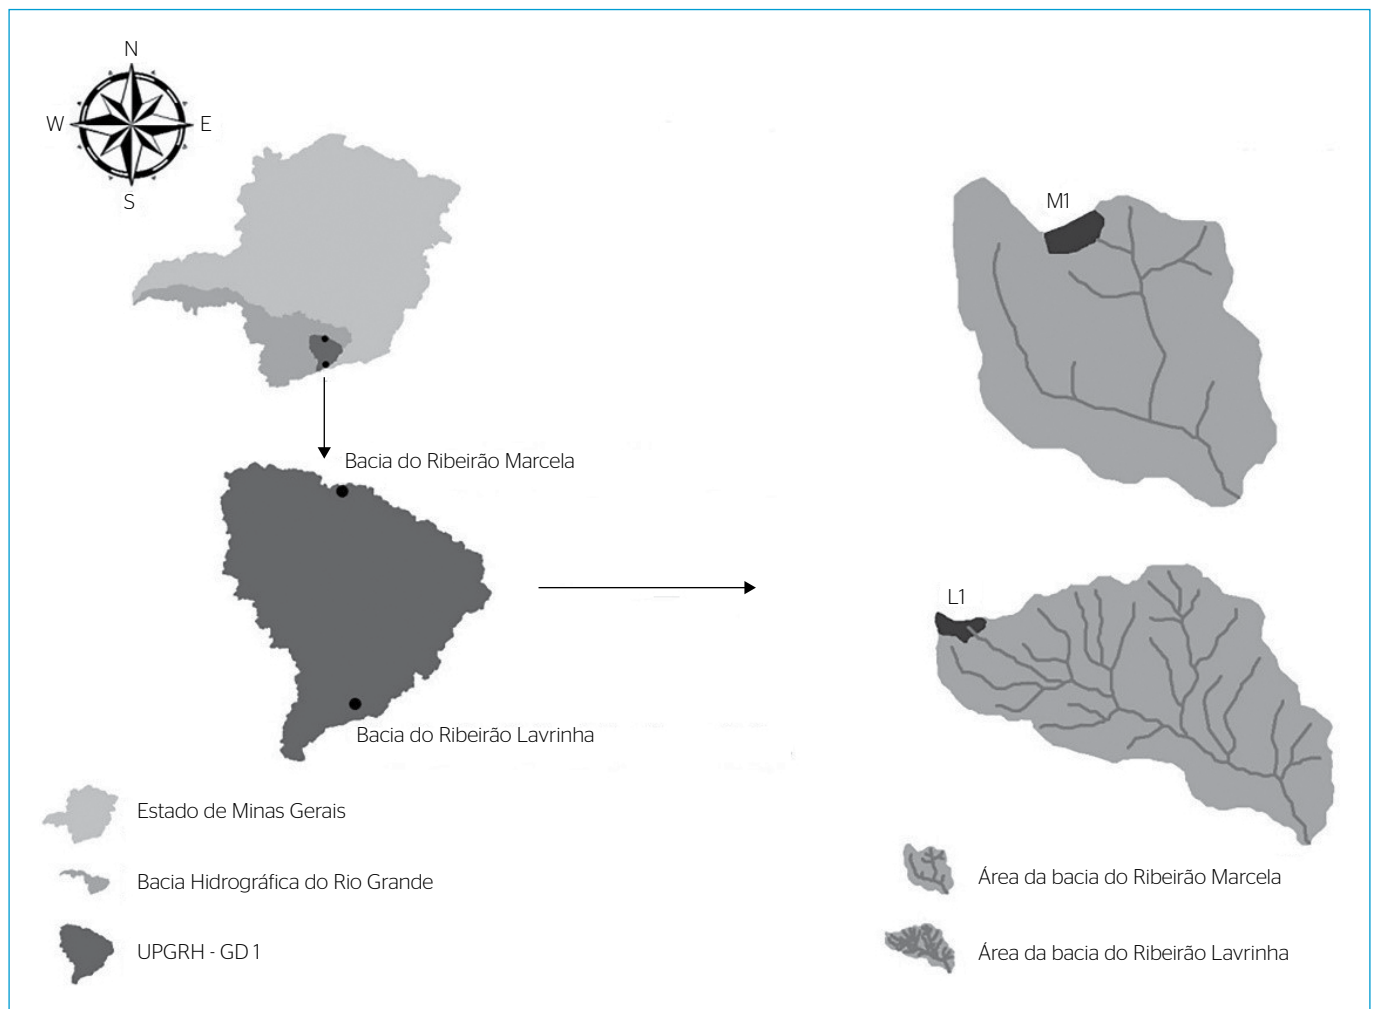 N
W
E
S
M1
Bacia do Ribeirão Marcela
L1
Bacia do Ribeirão Lavrinha
Estado de Minas Gerais
Bacia Hidrográfica do Rio Grande
UPGRH - GD 1
Área da bacia do Ribeirão Marcela
Área da bacia do Ribeirão Lavrinha